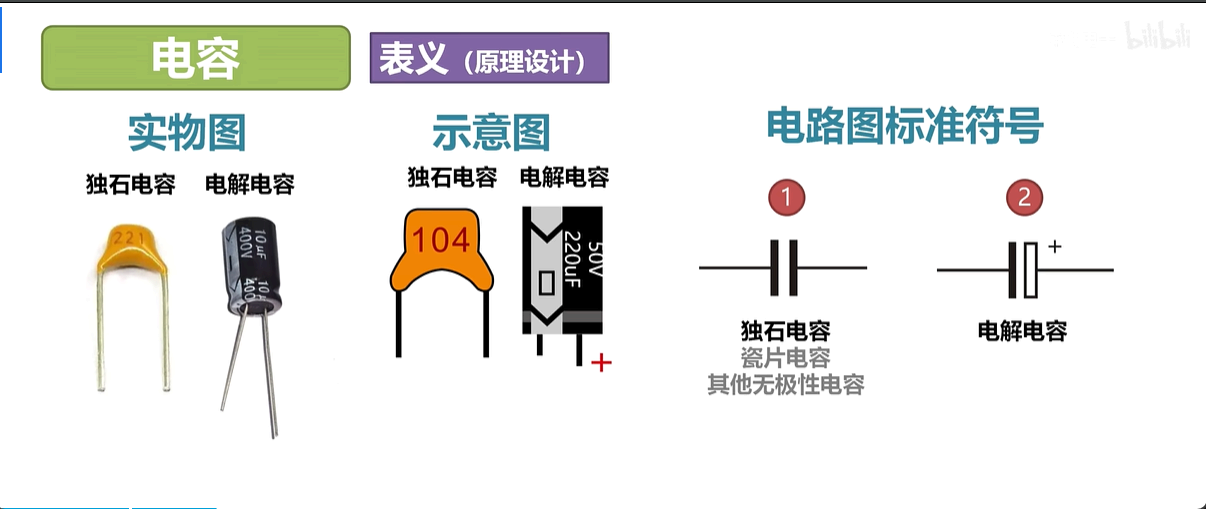 电容
表义（原理设计）
bilibili
实物图
示意图
电路图标准符号
独石电容
电解电容
独石电容
电解电容
221
10μF
400V
104
50V
220uF
+
1
2
+
独石电容
瓷片电容
其他无极性电容
电解电容